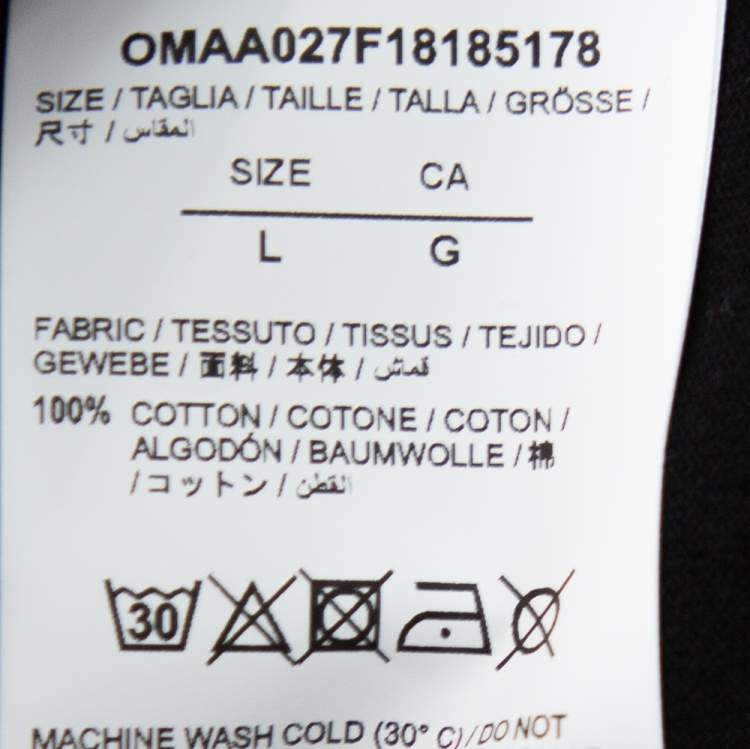 OMAA027F18185178
SIZE / TAGLIA / TAILLE / TALLA / GRÖSSE /
尺寸 / المقاس
SIZE CA
L G
FABRIC / TESSUTO / TISSUS / TEJIDO /
GEWEBE / 面料 / 本体 / قماش
100% COTTON / COTONE / COTON /
ALGODÓN / BAUMWOLLE / 棉
/ コットン / القطن
30
MACHINE WASH COLD (30° C) / DO NOT